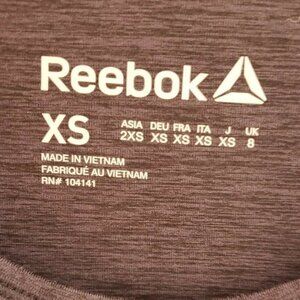 Reebok
XS
ASIA DEU FRA ITA J UK
2XS XS XS XS XS 8
MADE IN VIETNAM
FABRIQUÉ AU VIETNAM
RN# 104141